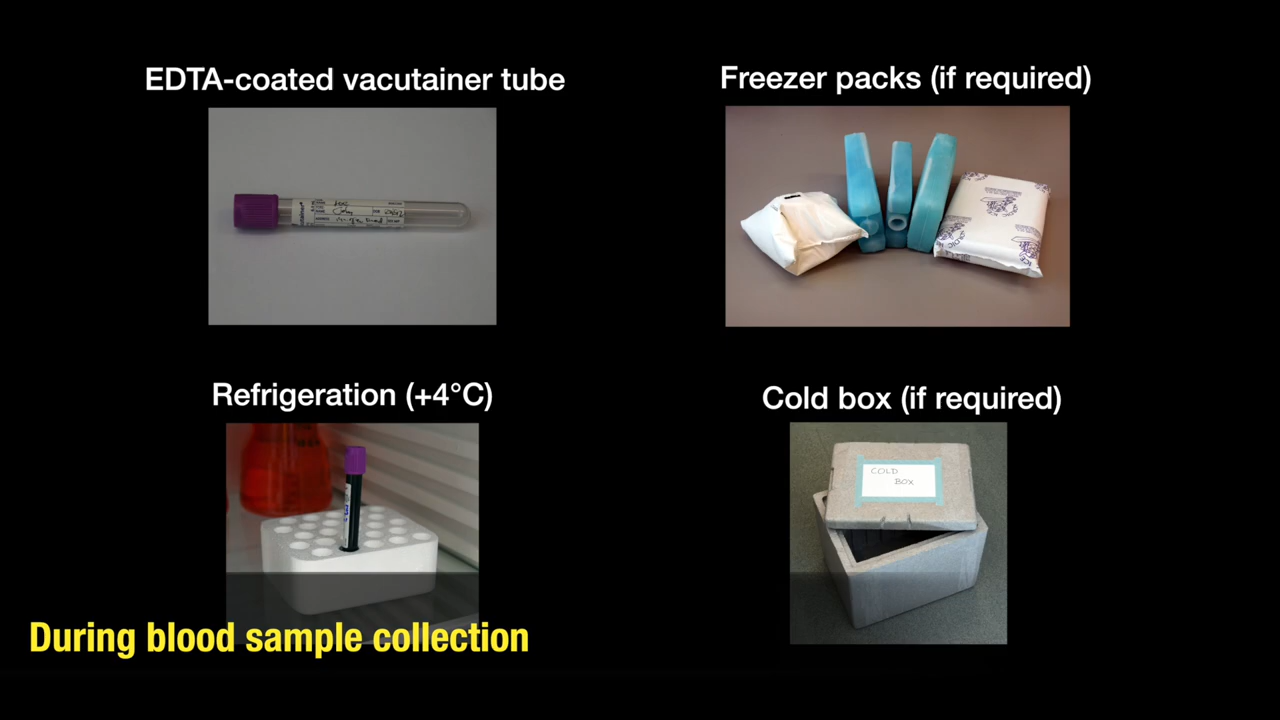 EDTA-coated vacutainer tube
Freezer packs (if required)
Refrigeration (+4°C)
Cold box (if required)
COLD
BOX
During blood sample collection